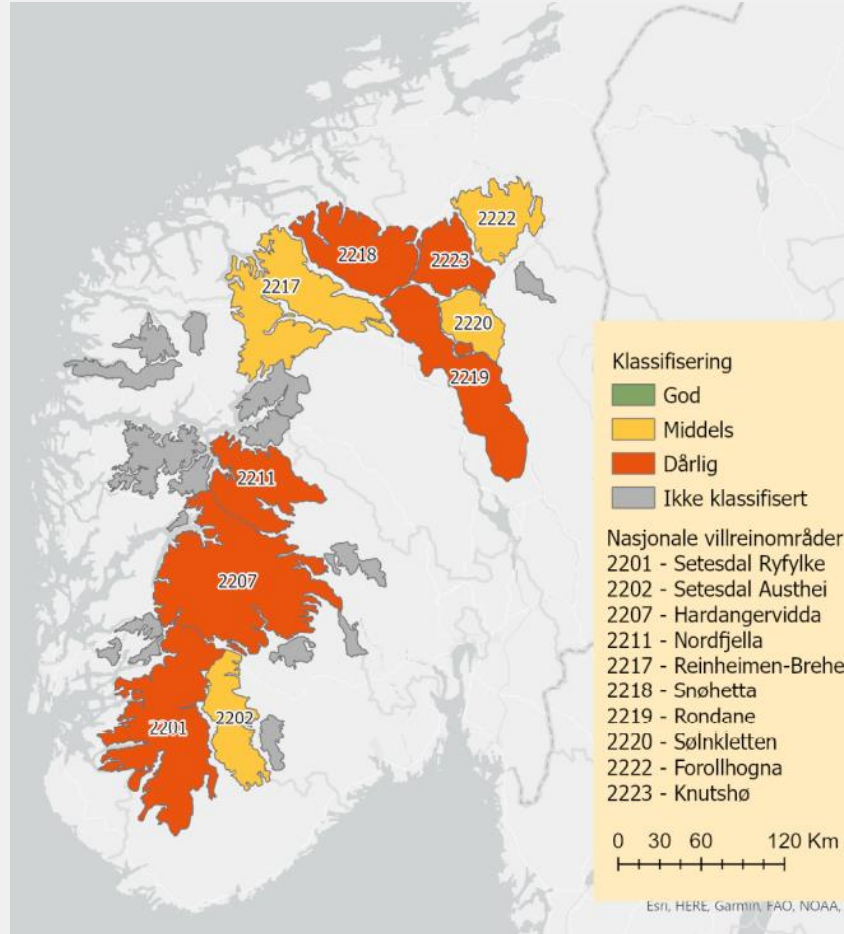 2222
2218
2223
2217
2220
2219
2211
2207
2202
2201
Klassifisering
God
Middels
Dårlig
Ikke klassifisert
Nasjonale villreinområder
2201 - Setesdal Ryfylke
2202 - Setesdal Austhei
2207 - Hardangervidda
2211 - Nordfjella
2217 - Reinheimen-Brehe
2218 - Snøhetta
2219 - Rondane
2220 - Sølnkletten
2222 - Forollhogna
2223 - Knutshø
0 30 60 120 Km
Esri, HERE, Garmin, FAO, NOAA,